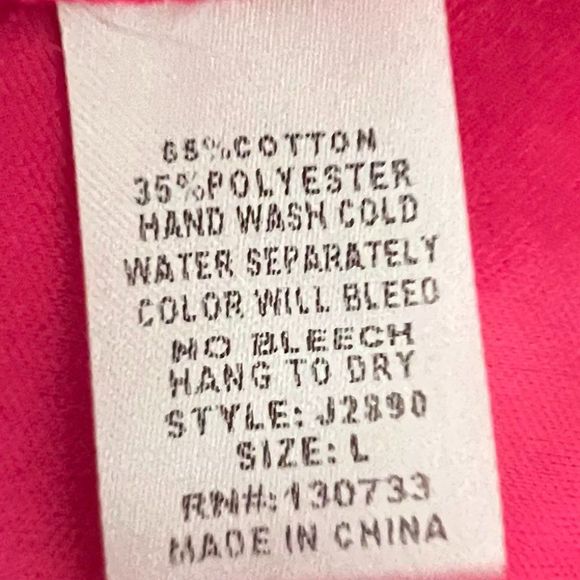 65%COTTON
35%POLYESTER
HAND WASH COLD
WATER SEPARATELY
COLOR WILL BLEED
NO BLEECH
HANG TO DRY
STYLE: J2890
SIZE: L
RN#: 130733
MADE IN CHINA